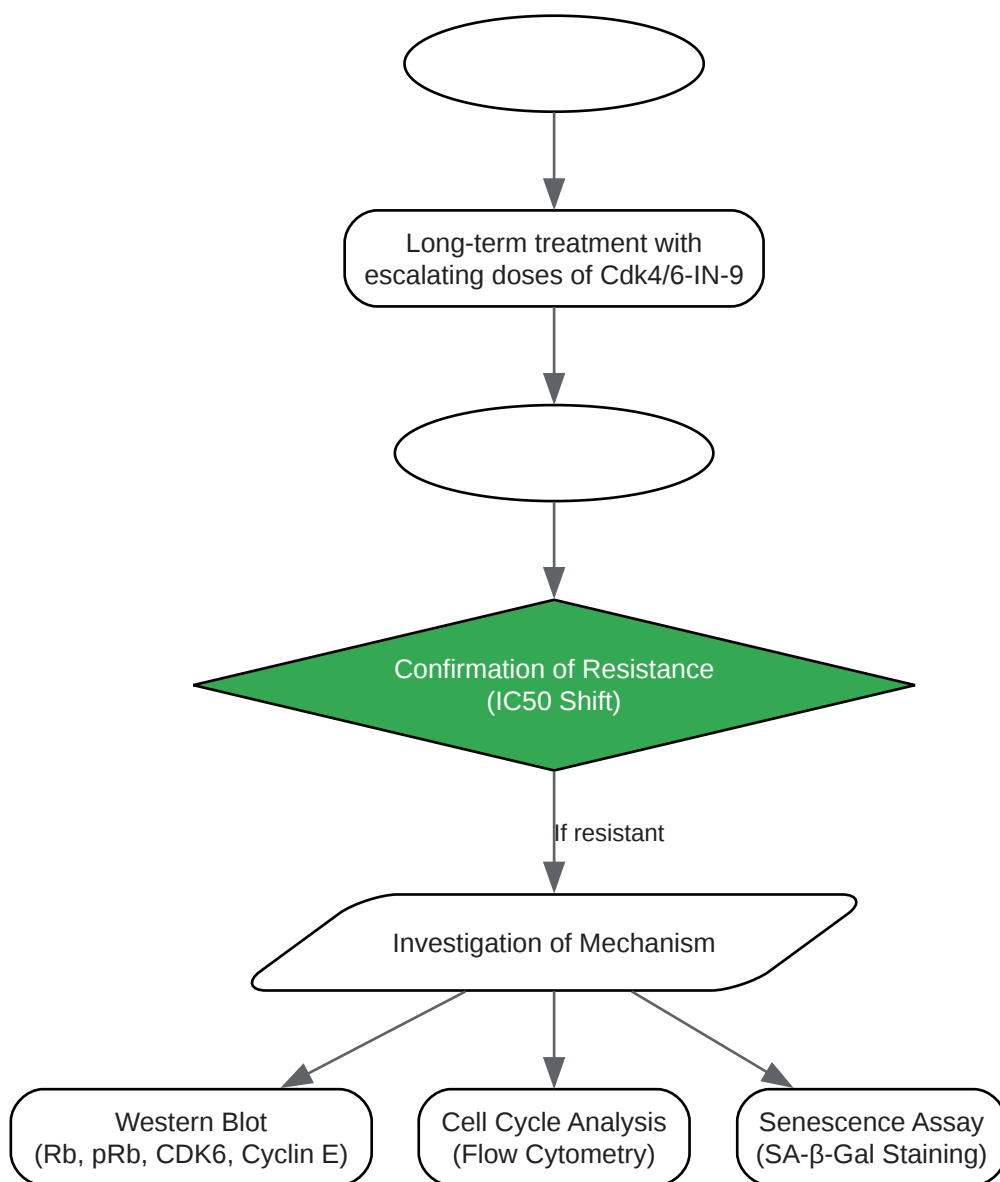 Long-term treatment with
escalating doses of Cdk4/6-IN-9
Confirmation of Resistance
(IC50 Shift)
If resistant
Investigation of Mechanism
Western Blot
(Rb, pRb, CDK6, Cyclin E)
Cell Cycle Analysis
(Flow Cytometry)
Senescence Assay
(SA-β-Gal Staining)